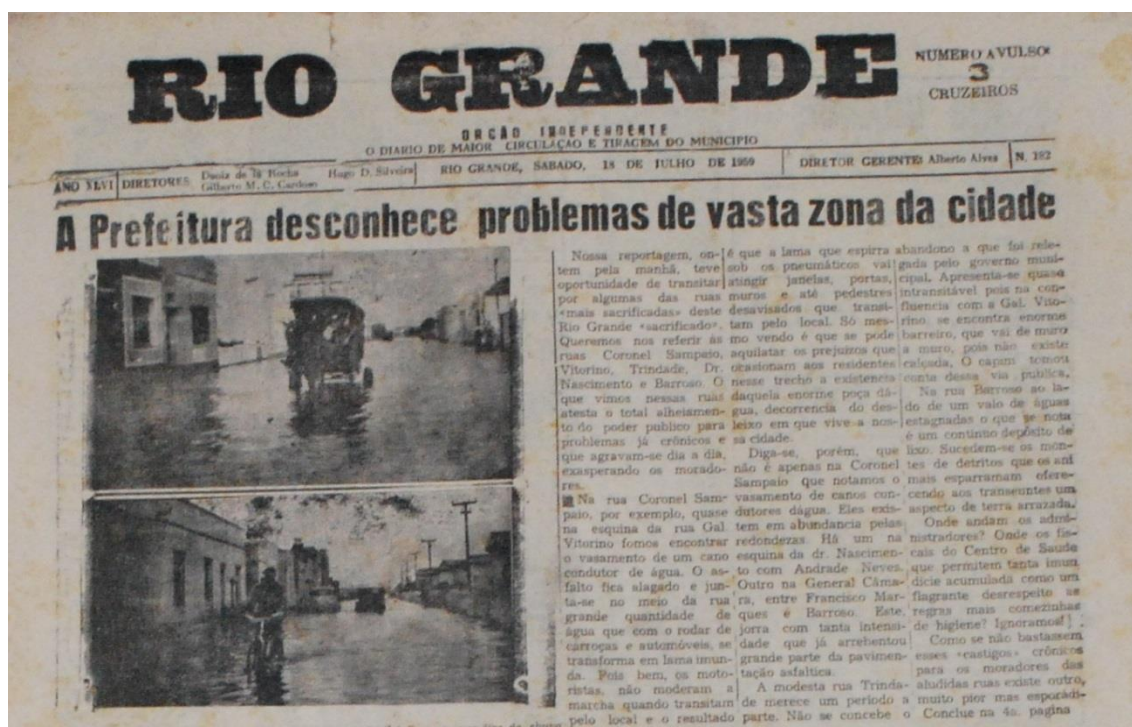 RIO GRANDE
NUMERO AVULSO
3
CRUZEIROS
ORGÃO INDEPENDENTE
O DIARIO DE MAIOR CIRCULAÇÃO E TIRAGEM DO MUNICIPIO
ANO XLVI
DIRETORES
Daoiz de la Rocha
Hugo D. Silveira
Gilberto M. C. Cardoso
RIO GRANDE, SABADO, 18 DE JULHO DE 1959
DIRETOR GERENTE: Alberto Alves
N. 192
A Prefeitura desconhece problemas de vasta zona da cidade
Nossa reportagem, on-
tem pela manhã, teve
oportunidade de transitar
por algumas das ruas
«mais sacrificadas» deste
Rio Grande «sacrificado».
Queremos nos referir às
ruas Coronel Sampaio,
Vitorino, Trindade, Dr.
Nascimento e Barroso. O
que vimos nessas ruas
atesta o total alheiamen-
to do poder publico para
problemas já crônicos e
que agravam-se dia a dia,
exasperando os morado-
res.
Na rua Coronel Sam-
paio, por exemplo, quase
na esquina da rua Gal.
Vitorino fomos encontrar
o vasamento de um cano
condutor de água. O as-
falto fica alagado e jun-
ta-se no meio da rua
grande quantidade de
água que com o rodar de
carroças e automóveis, se
transforma em lama imun-
da. Pois bem, os moto-
ristas, não moderam a
marcha quando transitam
pelo local e o resultado
é que a lama que espirra
sob os pneumáticos vai
atingir janelas, portas,
muros e até pedestres
desavisados que transi-
tam pelo local. Só mes-
mo vendo é que se pode
aquilatar os prejuizos que
ocasionam aos residentes
nesse trecho a existencia
daquela enorme poça dá-
gua, decorrencia do des-
leixo em que vive a nos-
sa cidade.
Diga-se, porém, que
não é apenas na Coronel
Sampaio que notamos o
vasamento de canos con-
dutores dágua. Eles exis-
tem em abundancia pelas
redondezas. Há um na
esquina da dr. Nascimen-
to com Andrade Neves.
Outro na General Câma-
ra, entre Francisco Mar-
ques e Barroso. Este,
jorra com tanta intensi-
dade que já arrebentou
grande parte da pavimen-
tação asfaltica.
A modesta rua Trinda-
de merece um periodo a
parte. Não se concebe o
abandono a que foi rele-
gada pelo governo muni-
cipal. Apresenta-se quase
intransitável pois na con-
fluencia com a Gal. Vito-
rino se encontra enorme
barreiro, que vai de muro
a muro, pois não existe
calçada. O capim tomou
conta dessa via publica.
Na rua Barroso ao la-
do de um valo de águas
estagnadas o que se nota
é um continuo depósito de
lixo. Sucedem-se os mon-
tes de detritos que os ani
mais esparramam ofere-
cendo aos transeuntes um
aspecto de terra arrazada.
Onde andam os admi-
nistradores? Onde os fis-
cais do Centro de Saude
que permitem tanta imun
dicie acumulada como um
flagrante desrespeito as
regras mais comezinhas
de higiene? Ignoramos!
Como se não bastassem
esses «castigos» crônicos
para os moradores das
aludidas ruas existe outro,
muito pior mas esporádi-
Conclue na 4a. pagina